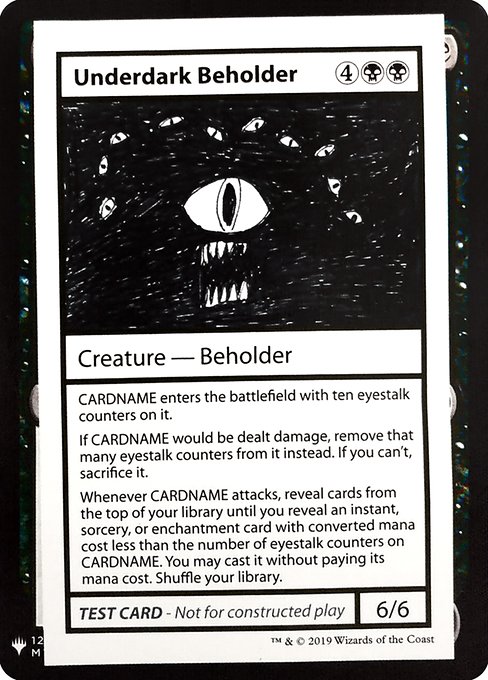 Underdark Beholder 4
Creature — Beholder
CARDNAME enters the battlefield with ten eyestalk
counters on it.
If CARDNAME would be dealt damage, remove that
many eyestalk counters from it instead. If you can't,
sacrifice it.
Whenever CARDNAME attacks, reveal cards from
the top of your library until you reveal an instant,
sorcery, or enchantment card with converted mana
cost less than the number of eyestalk counters on
CARDNAME. You may cast it without paying its
mana cost. Shuffle your library.
TEST CARD - Not for constructed play 6/6
™ & © 2019 Wizards of the Coast
12
M